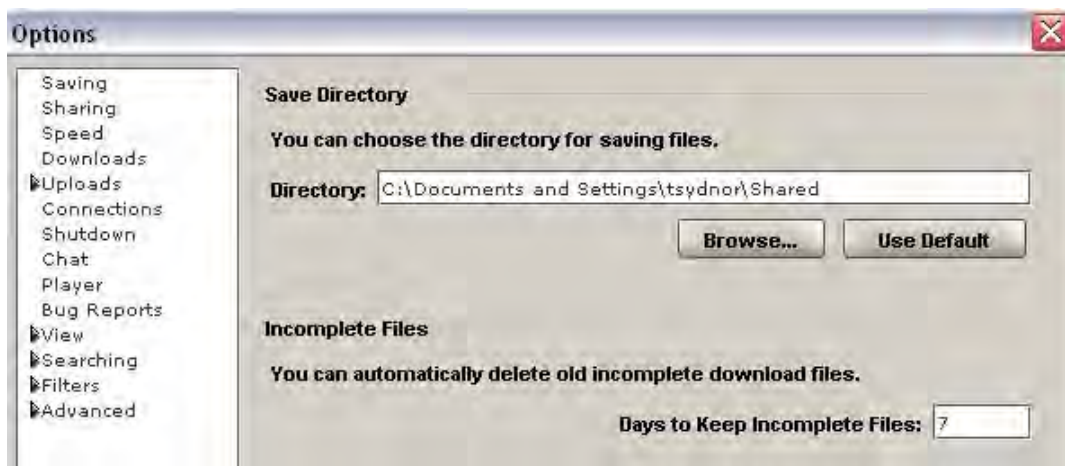 Options
Saving
Sharing
Speed
Downloads
Uploads
Connections
Shutdown
Chat
Player
Bug Reports
View
Searching
Filters
Advanced
Save Directory
You can choose the directory for saving files.
Directory: C:\Documents and Settings\tsydnor\Shared
Browse... Use Default
Incomplete Files
You can automatically delete old incomplete download files.
Days to Keep Incomplete Files: 7